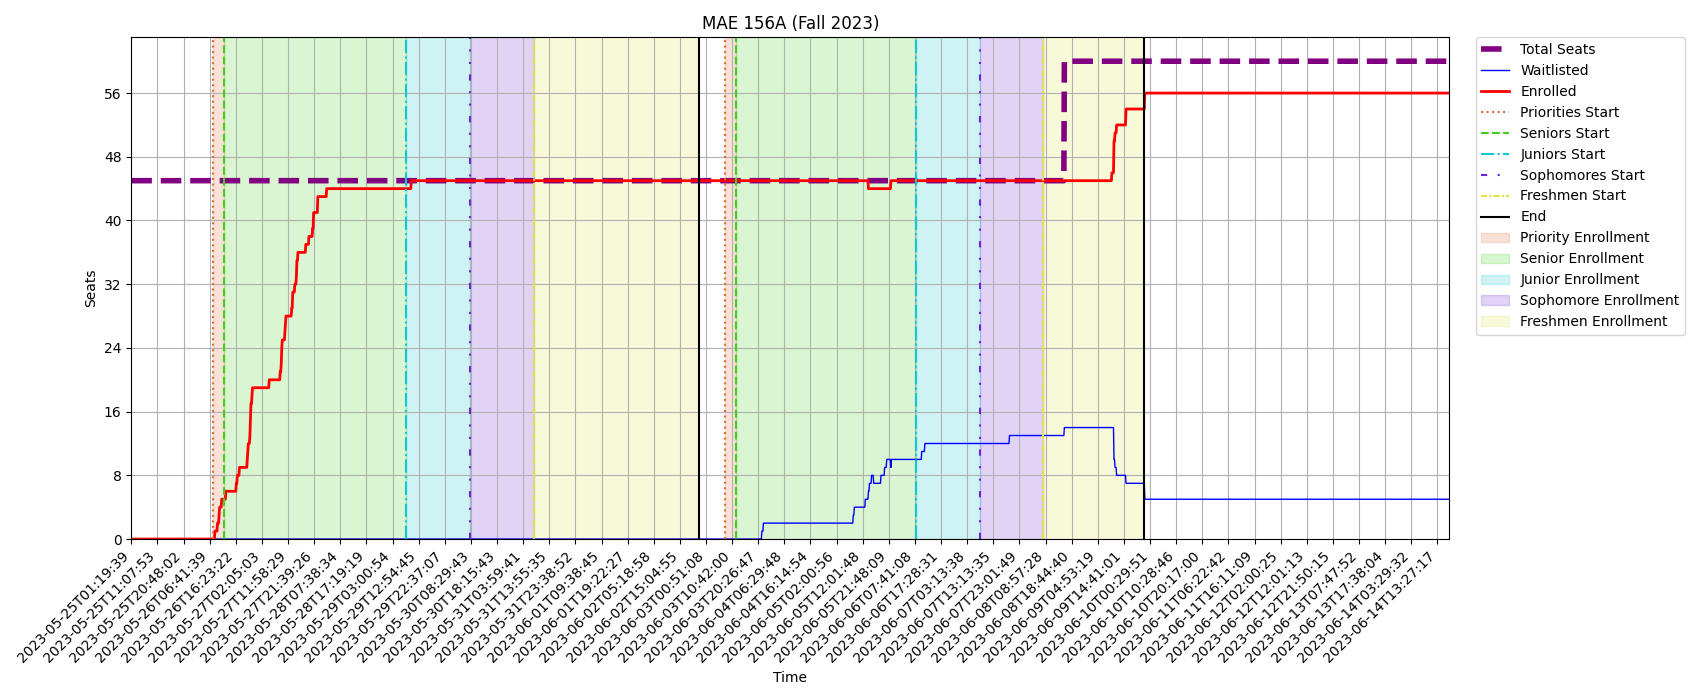 MAE 156A (Fall 2023)
Seats
56
48
40
32
24
16
8
0
2023-05-25T01:19:39
2023-05-25T11:07:53
2023-05-25T20:48:02
2023-05-26T06:41:39
2023-05-26T16:23:22
2023-05-27T02:05:03
2023-05-27T11:58:29
2023-05-27T21:39:26
2023-05-28T07:38:34
2023-05-28T17:19:19
2023-05-29T03:00:54
2023-05-29T12:54:45
2023-05-29T22:37:07
2023-05-30T08:29:43
2023-05-30T18:15:43
2023-05-31T03:59:41
2023-05-31T13:55:35
2023-05-31T23:38:52
2023-06-01T09:38:45
2023-06-01T19:22:27
2023-06-02T05:18:58
2023-06-02T15:04:55
2023-06-03T00:51:08
2023-06-03T10:42:00
2023-06-03T20:26:47
2023-06-04T06:29:48
2023-06-04T16:14:54
2023-06-05T02:00:56
2023-06-05T12:01:48
2023-06-05T21:48:09
2023-06-06T07:41:08
2023-06-06T17:28:31
2023-06-07T03:13:38
2023-06-07T13:13:35
2023-06-07T23:01:49
2023-06-08T08:57:28
2023-06-08T18:44:40
2023-06-09T04:53:19
2023-06-09T14:41:01
2023-06-10T00:29:51
2023-06-10T10:28:46
2023-06-10T20:17:00
2023-06-11T06:22:42
2023-06-11T16:11:09
2023-06-12T02:00:25
2023-06-12T12:01:13
2023-06-12T21:50:15
2023-06-13T07:47:52
2023-06-13T17:38:04
2023-06-14T03:29:32
2023-06-14T13:27:17
Time
Total Seats
Waitlisted
Enrolled
Priorities Start
Seniors Start
Juniors Start
Sophomores Start
Freshmen Start
End
Priority Enrollment
Senior Enrollment
Junior Enrollment
Sophomore Enrollment
Freshmen Enrollment